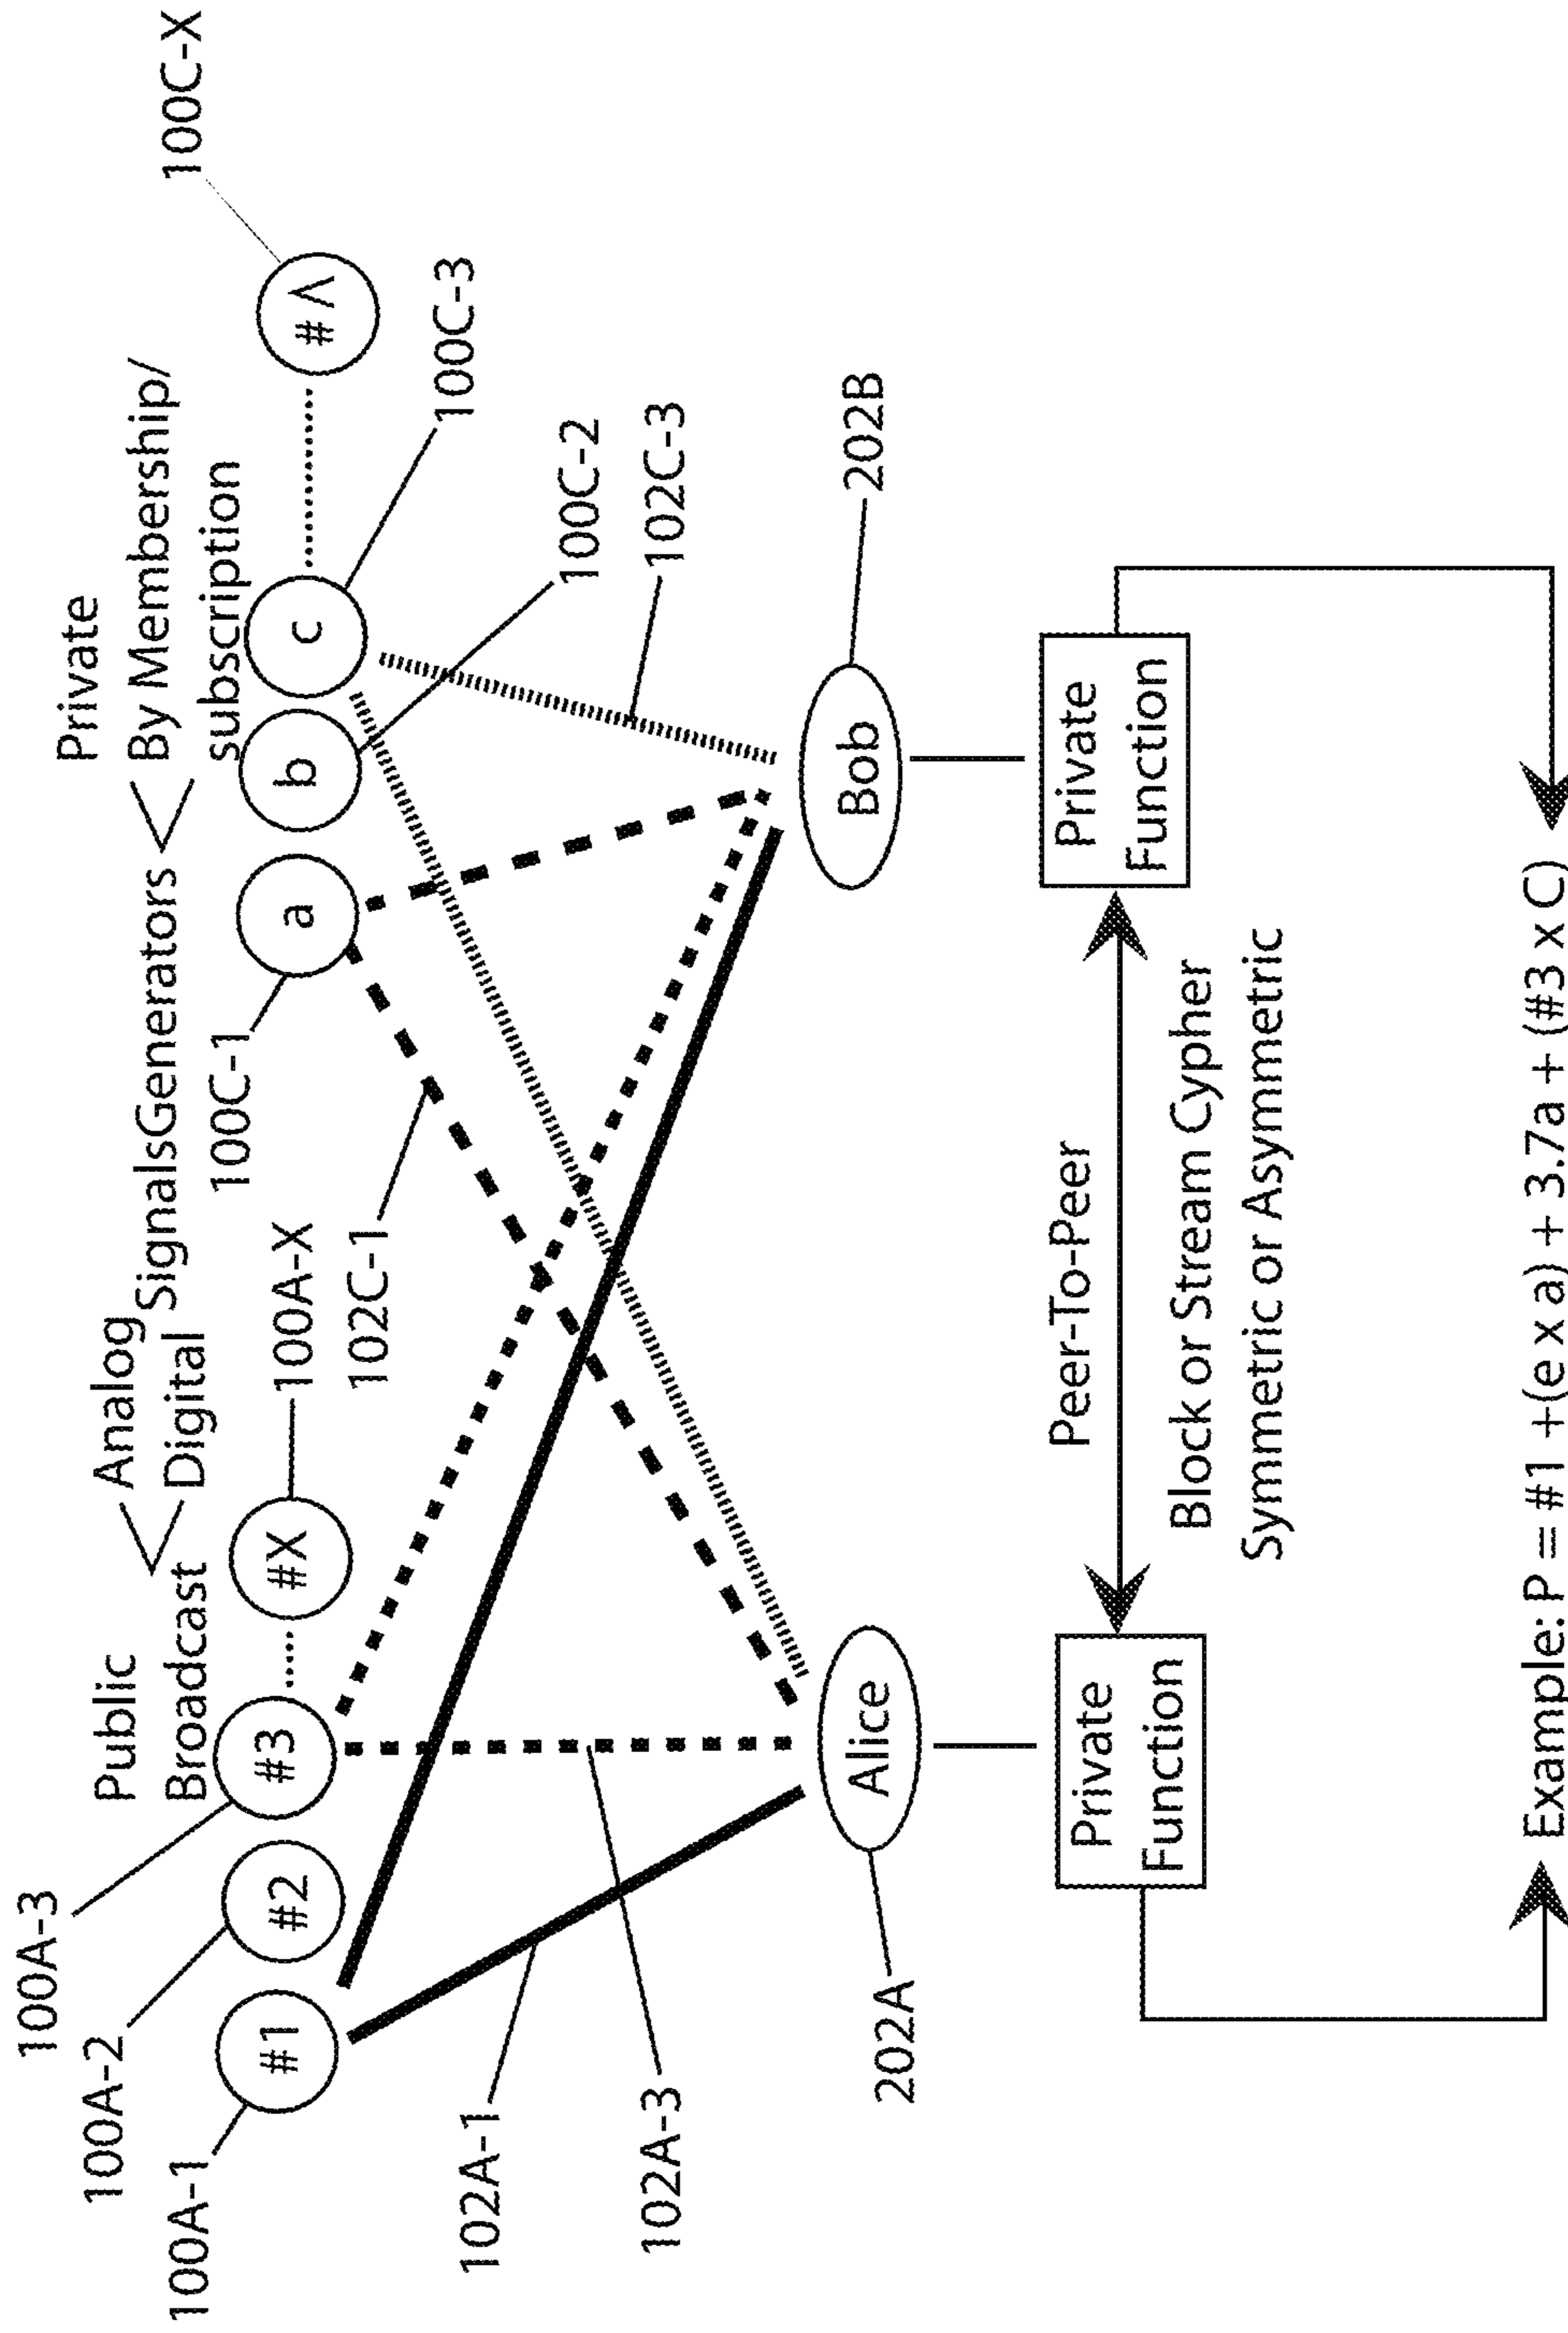 100A-3
100A-2
100A-1
Public
Broadcast
< Analog
< Digital
SignalsGenerators
Private
By Membership/
subscription
#1
#2
#3
#X
a
b
c
#Λ
100A-X
100C-1
100C-X
100C-3
100C-2
102C-3
102C-1
102A-1
102A-3
202A
Alice
Bob
202B
Private
Function
Peer-To-Peer
Private
Function
Block or Stream Cypher
Symmetric or Asymmetric
Example: P = #1 +(e x a) + 3.7a + (#3 x C)